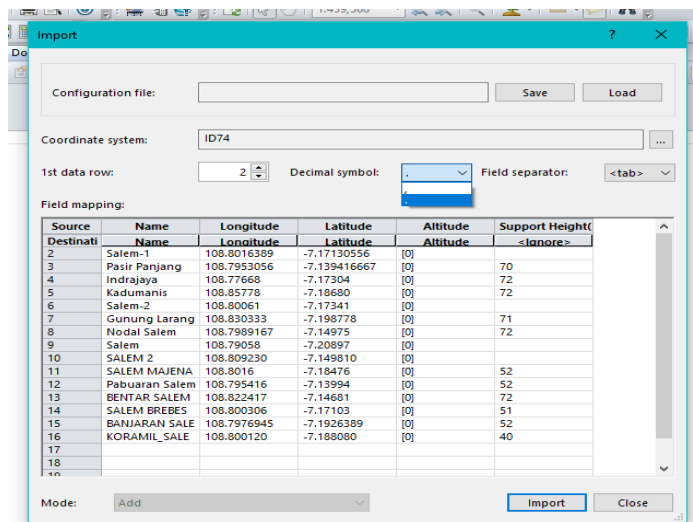 Import ? ×
Do
Configuration file: Save Load
Coordinate system: ID74 ...
1st data row: 2 Decimal symbol: . Field separator: <tab>
Field mapping:
Source Name Longitude Latitude Altitude Support Height(
Destinati Name Longitude Latitude Altitude <Ignore>
2 Salem-1 108.8016389 -7.17130556 [0]
3 Pasir Panjang 108.7953056 -7.139416667 [0] 70
4 Indrajaya 108.77668 -7.17304 [0] 72
5 Kadumanis 108.85778 -7.18680 [0] 72
6 Salem-2 108.80061 -7.17341 [0]
7 Gunung Larang 108.830333 -7.198778 [0] 71
8 Nodal Salem 108.7989167 -7.14975 [0] 72
9 Salem 108.79058 -7.20897 [0]
10 SALEM 2 108.809230 -7.149810 [0]
11 SALEM MAJENA 108.8016 -7.18476 [0] 52
12 Pabuaran Salem 108.795416 -7.13994 [0] 52
13 BENTAR SALEM 108.822417 -7.14681 [0] 72
14 SALEM BREBES 108.800306 -7.17103 [0] 51
15 BANJARAN SALE 108.7976945 -7.1926389 [0] 52
16 KORAMIL_SALE 108.800120 -7.188080 [0] 40
17
18
Mode: Add Import Close